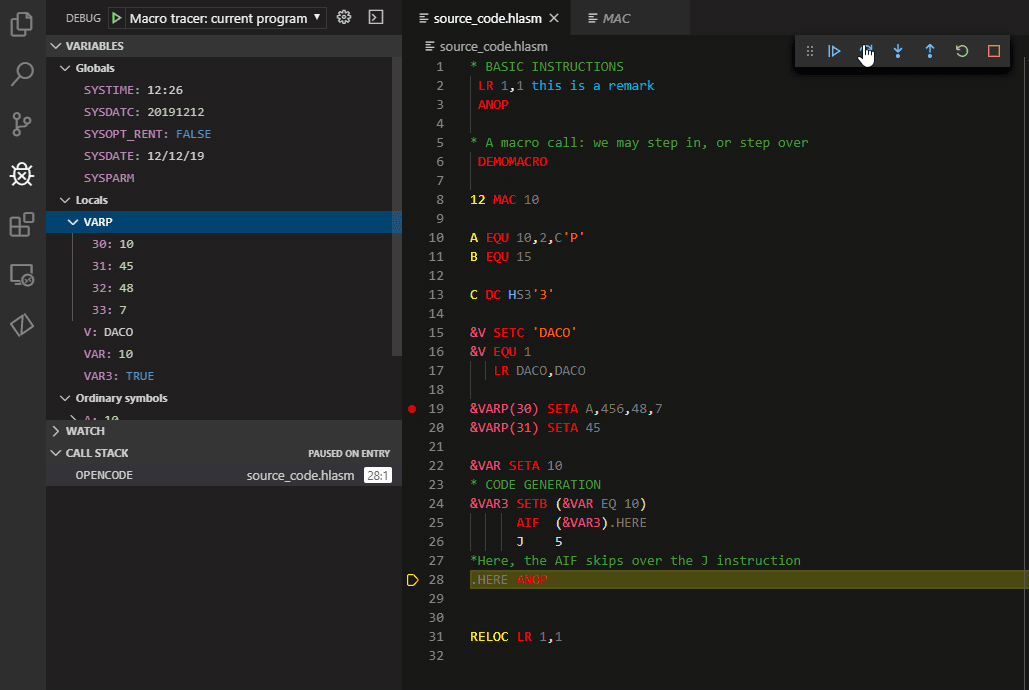 DEBUG Macro tracer: current program
VARIABLES
Globals
SYSTIME: 12:26
SYSDATC: 20191212
SYSOPT_RENT: FALSE
SYSDATE: 12/12/19
SYSPARM
Locals
VARP
30: 10
31: 45
32: 48
33: 7
V: DACO
VAR: 10
VAR3: TRUE
Ordinary symbols
A: 10
WATCH
CALL STACK PAUSED ON ENTRY
OPENCODE source_code.hlasm 28:1
source_code.hlasm MAC
source_code.hlasm
1 * BASIC INSTRUCTIONS
2 LR 1,1 this is a remark
3 ANOP
4
5 * A macro call: we may step in, or step over
6 DEMOMACRO
7
8 12 MAC 10
9
10 A EQU 10,2,C'P'
11 B EQU 15
12
13 C DC HS3'3'
14
15 &V SETC 'DACO'
16 &V EQU 1
17 LR DACO,DACO
18
19 &VARP(30) SETA A,456,48,7
20 &VARP(31) SETA 45
21
22 &VAR SETA 10
23 * CODE GENERATION
24 &VAR3 SETB (&VAR EQ 10)
25 AIF (&VAR3).HERE
26 J 5
27 *Here, the AIF skips over the J instruction
28 .HERE ANOP
29
30
31 RELOC LR 1,1
32